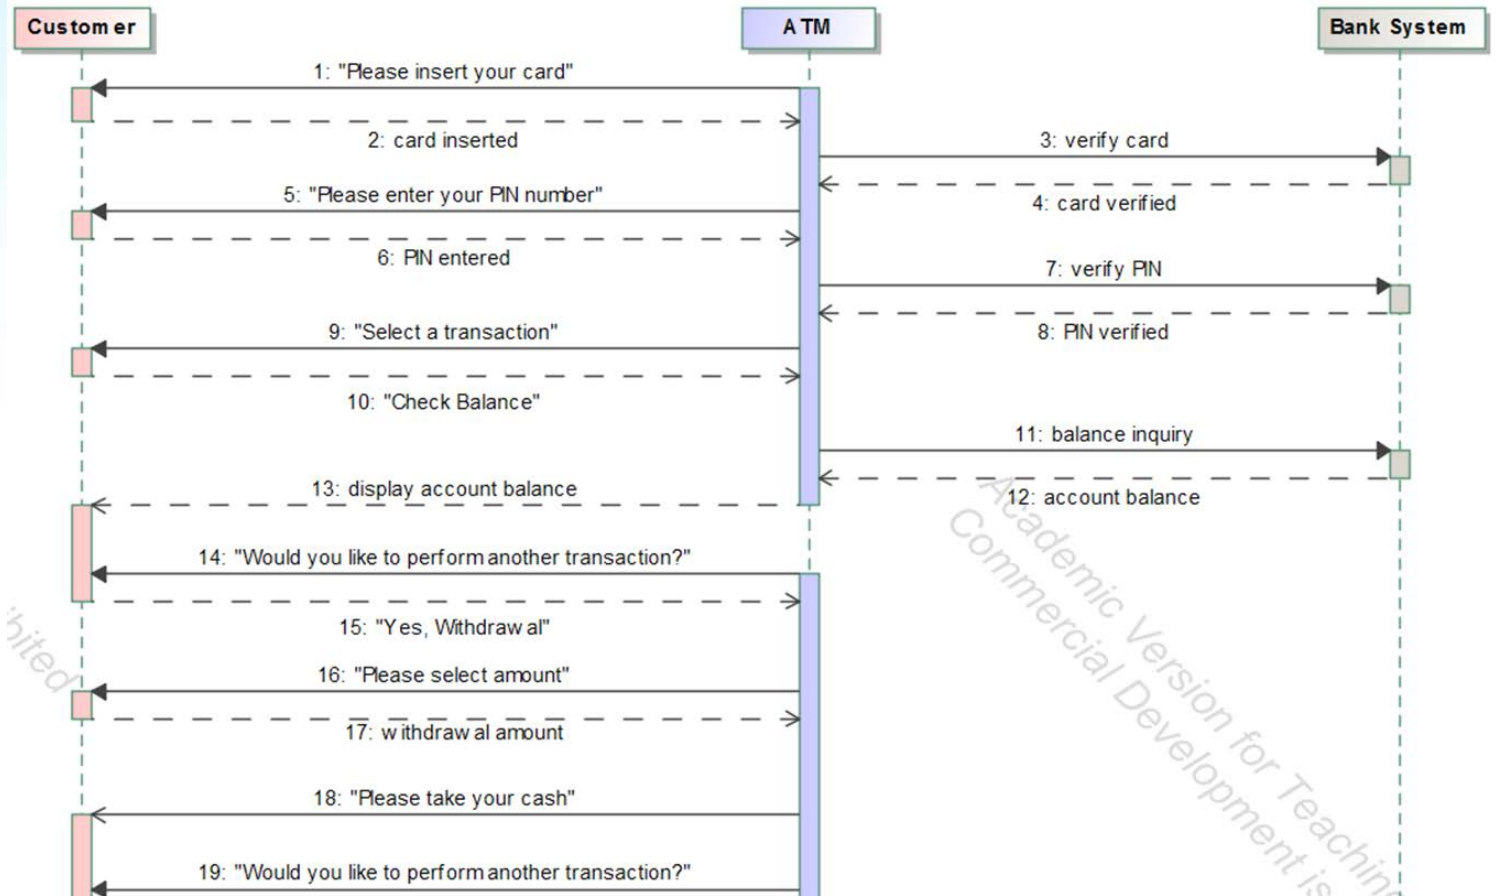 Customer
ATM
Bank System
1: "Please insert your card"
2: card inserted
3: verify card
4: card verified
5: "Please enter your PIN number"
6: PIN entered
7: verify PIN
8: PIN verified
9: "Select a transaction"
10: "Check Balance"
11: balance inquiry
12: account balance
13: display account balance
14: "Would you like to perform another transaction?"
15: "Yes, Withdrawal"
16: "Please select amount"
17: withdrawal amount
18: "Please take your cash"
19: "Would you like to perform another transaction?"
Academic Version for Teaching
Commercial Development is
ibited